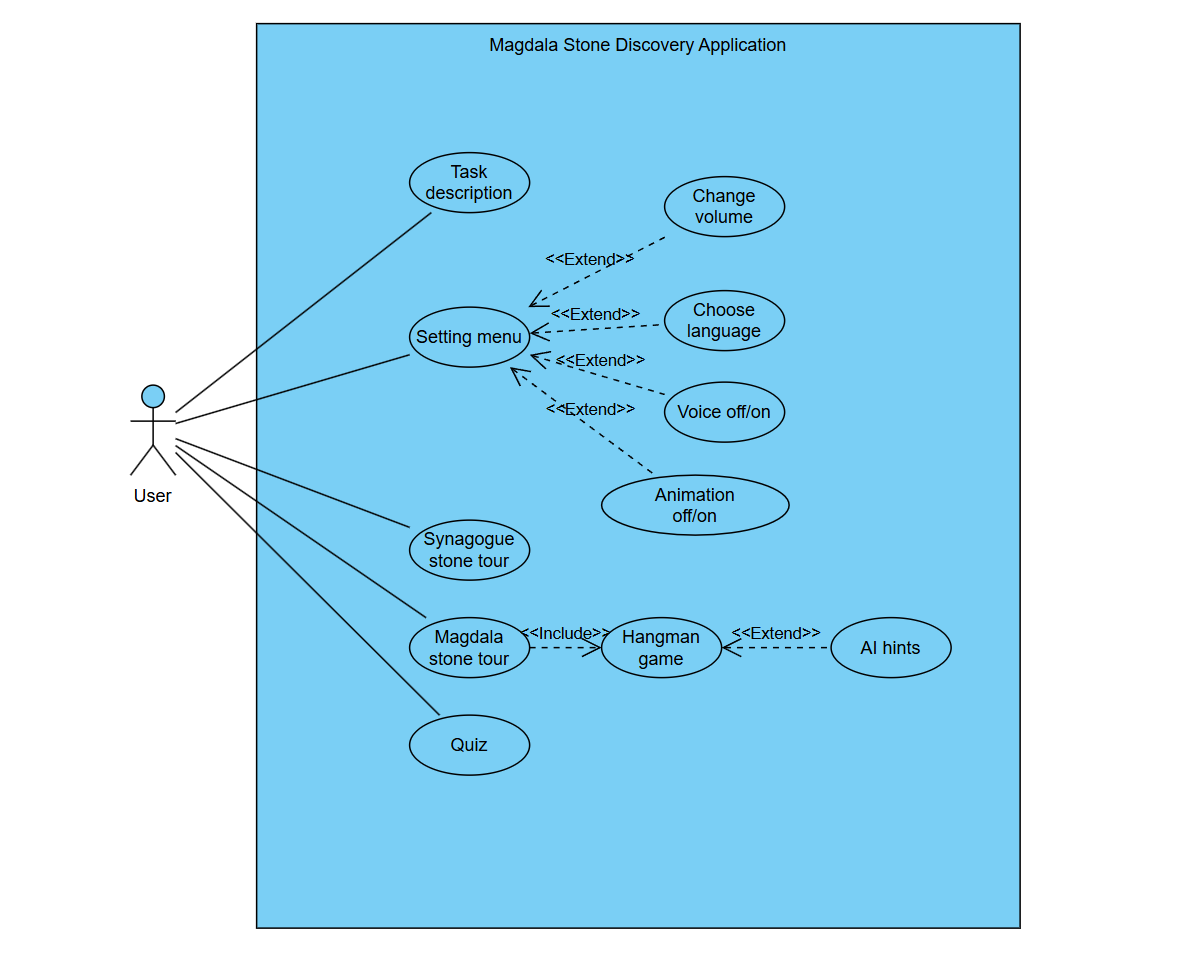 Magdala Stone Discovery Application
Task
description
Change
volume
<<Extend>>
<<Extend>>
Choose
language
Setting menu
<<Extend>>
Voice off/on
<<Extend>>
Animation
off/on
User
Synagogue
stone tour
Magdala
stone tour
<<Include>>
Hangman
game
<<Extend>>
AI hints
Quiz